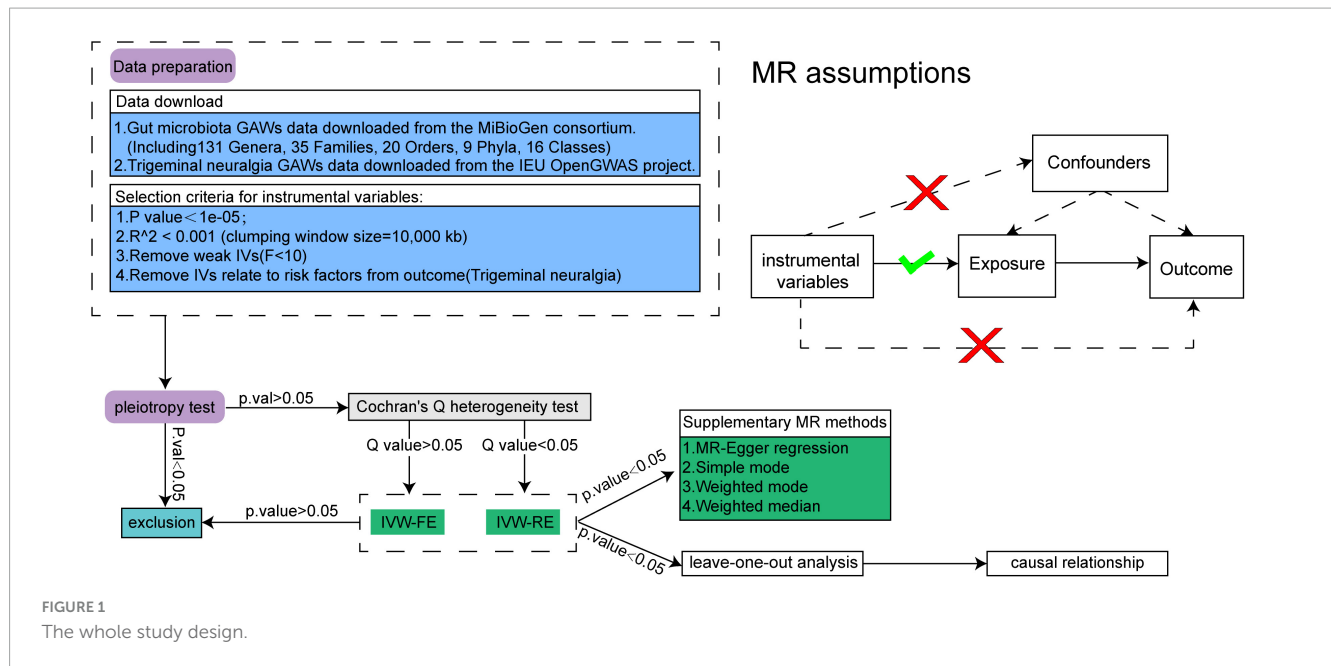 Data preparation
Data download
1.Gut microbiota GAWs data downloaded from the MiBioGen consortium.
(Including131 Genera, 35 Families, 20 Orders, 9 Phyla, 16 Classes)
2.Trigeminal neuralgia GAWs data downloaded from the IEU OpenGWAS project.
Selection criteria for instrumental variables:
1.P value<1e-05;
2.R^2 < 0.001 (clumping window size=10,000 kb)
3.Remove weak IVs(F<10)
4.Remove IVs relate to risk factors from outcome(Trigeminal neuralgia)
MR assumptions
Confounders
instrumental
variables
Exposure
Outcome
pleiotropy test
p.val>0.05
Cochran's Q heterogeneity test
P.val<0.05
Q value>0.05
Q value<0.05
exclusion
p.value>0.05
IVW-FE
IVW-RE
p.value<0.05
Supplementary MR methods
1.MR-Egger regression
2.Simple mode
3.Weighted mode
4.Weighted median
p.value<0.05
leave-one-out analysis
causal relationship
FIGURE 1
The whole study design.